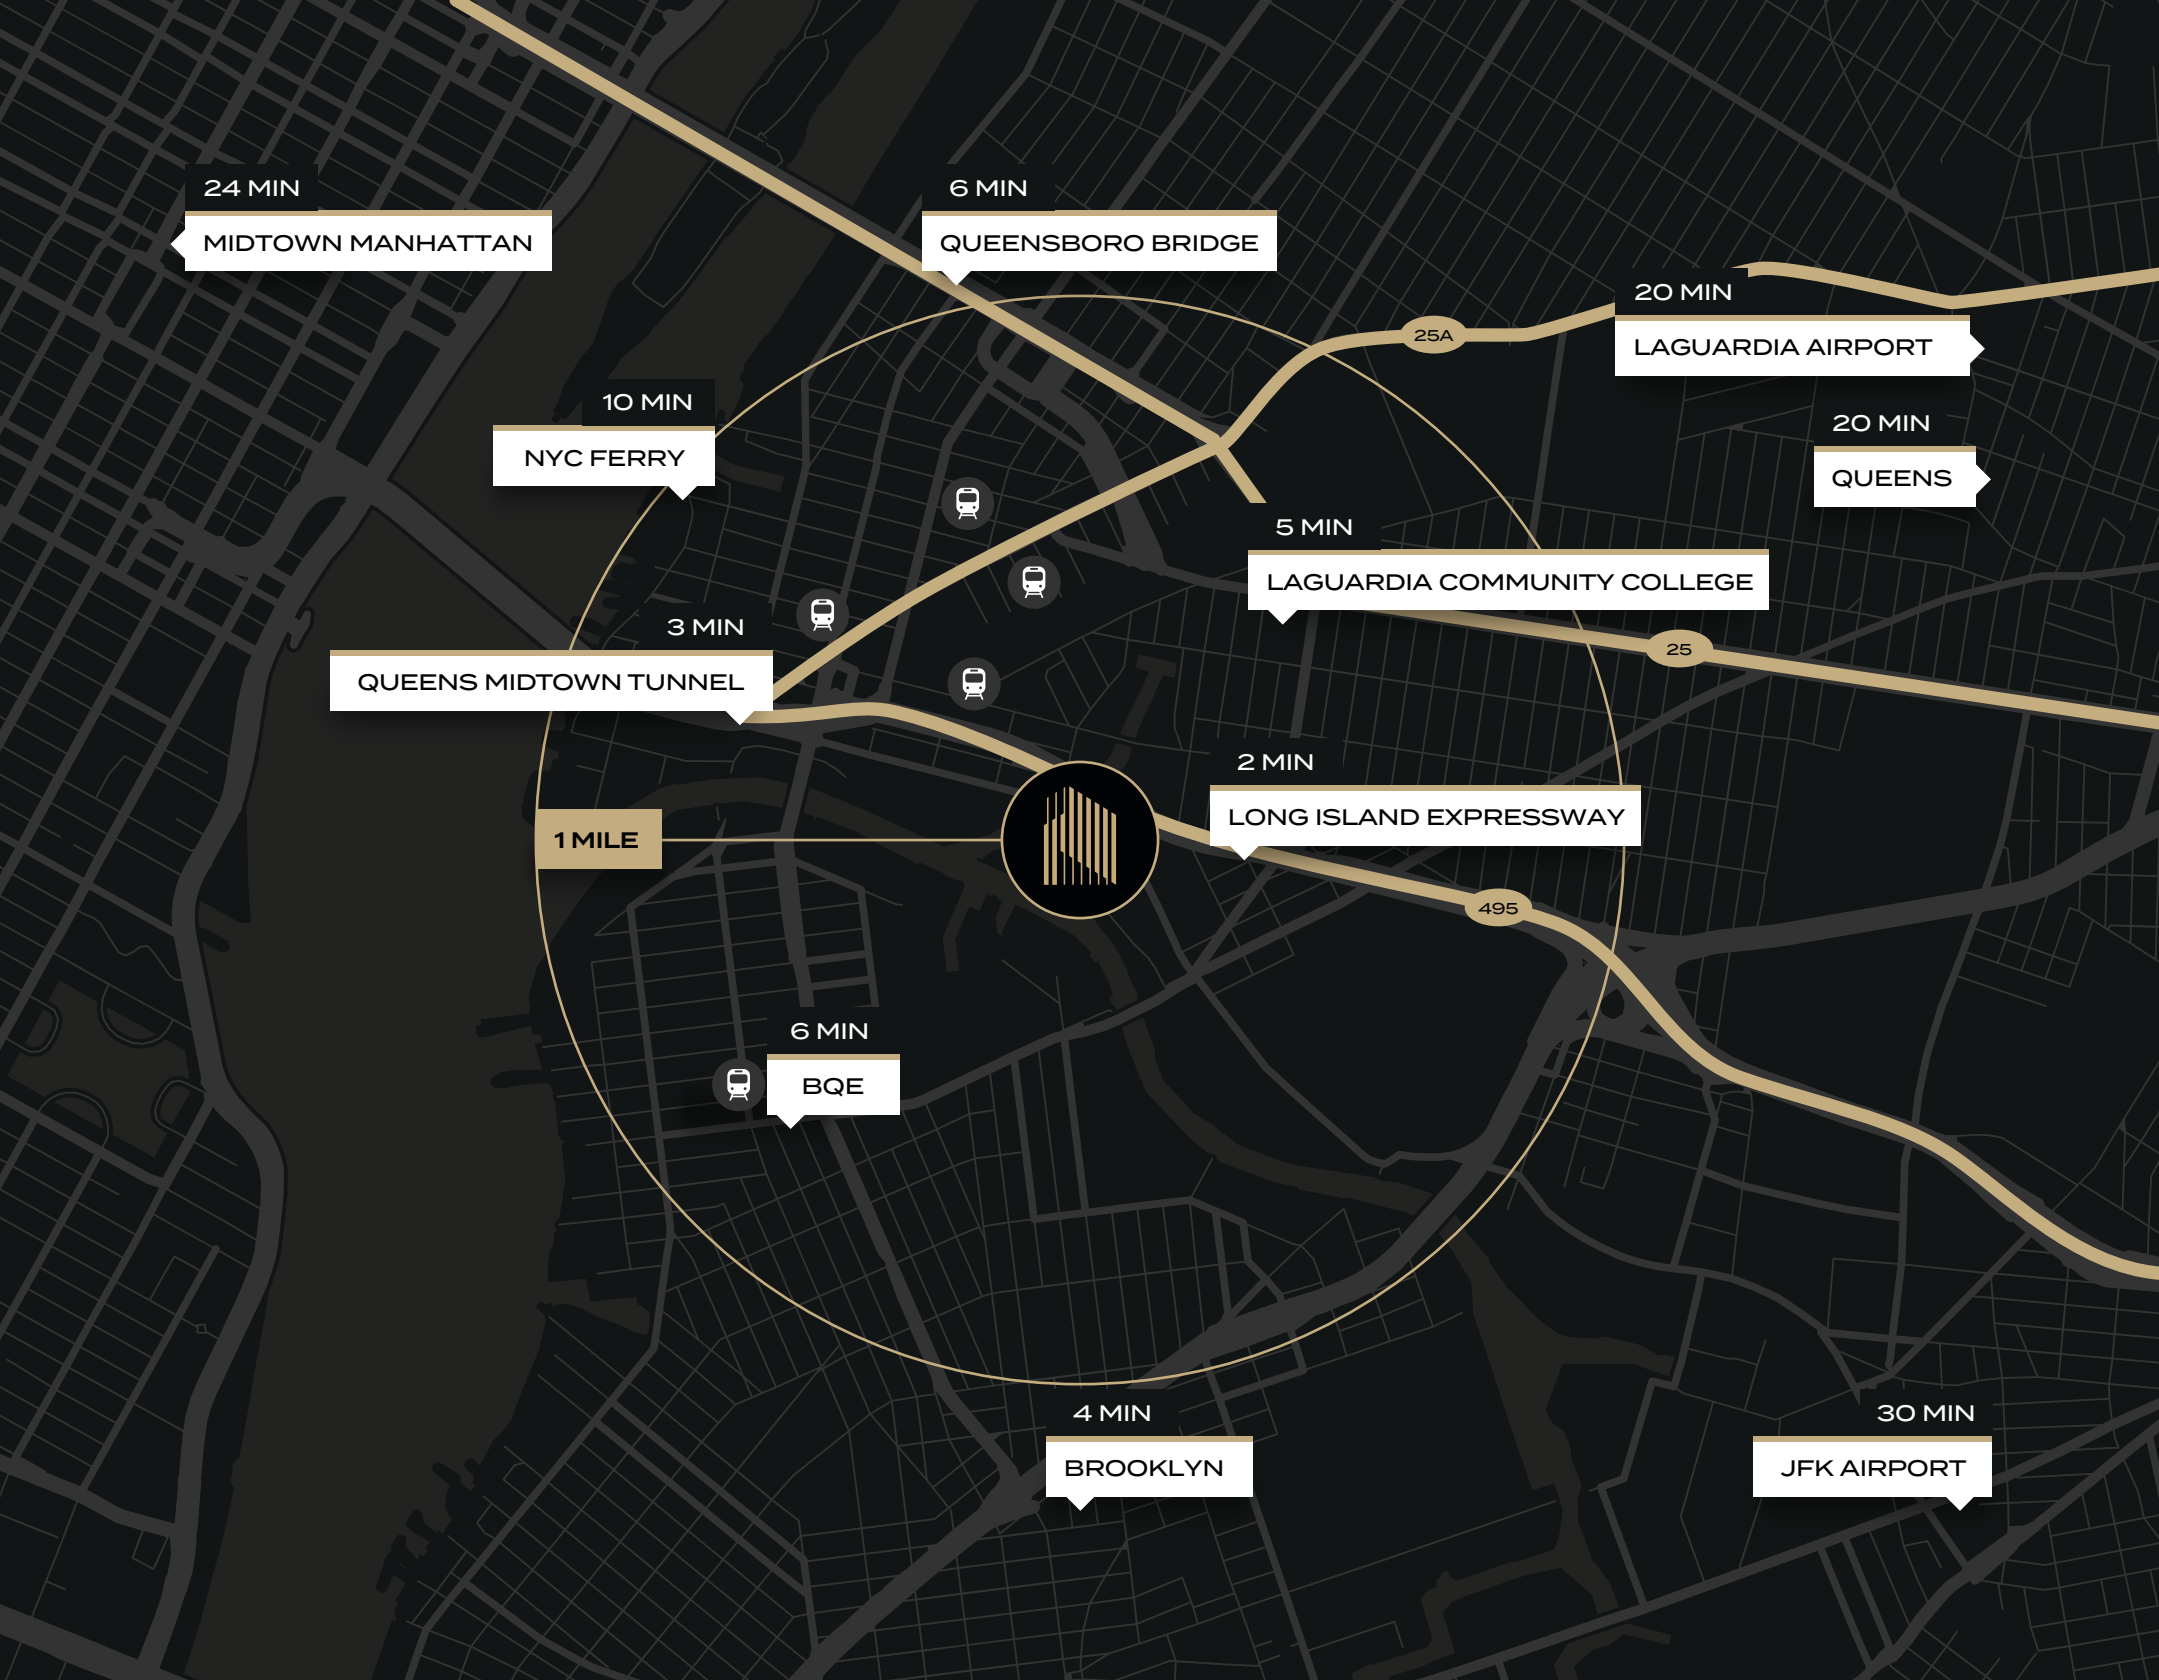 24 MIN
MIDTOWN MANHATTAN
6 MIN
QUEENSBORO BRIDGE
20 MIN
LAGUARDIA AIRPORT
25A
10 MIN
NYC FERRY
20 MIN
QUEENS
5 MIN
LAGUARDIA COMMUNITY COLLEGE
3 MIN
QUEENS MIDTOWN TUNNEL
25
2 MIN
LONG ISLAND EXPRESSWAY
1 MILE
495
6 MIN
BQE
4 MIN
BROOKLYN
30 MIN
JFK AIRPORT